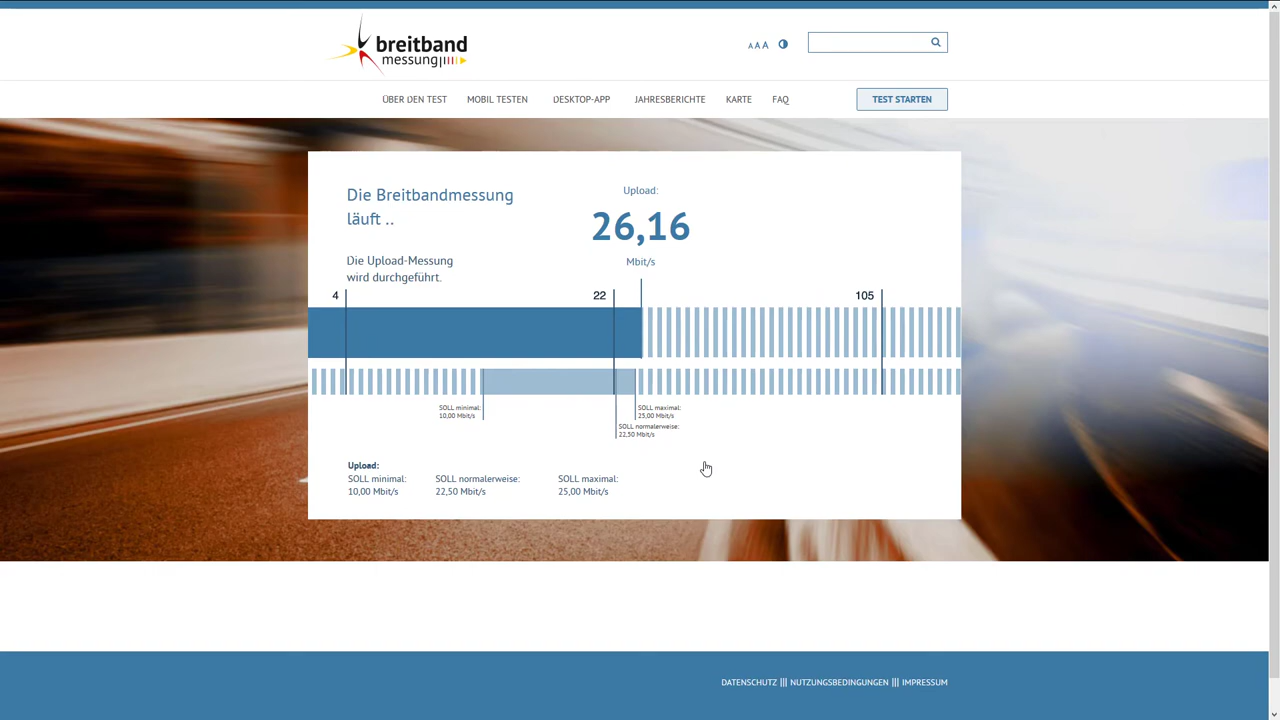 breitband
messung
A A A
ÜBER DEN TEST MOBIL TESTEN DESKTOP-APP JAHRESBERICHTE KARTE FAQ TEST STARTEN
Die Breitbandmessung
läuft ..
Die Upload-Messung
wird durchgeführt.
Upload:
26,16
Mbit/s
4 22 105
SOLL minimal:
10,00 Mbit/s
SOLL maximal:
25,00 Mbit/s
SOLL normalerweise:
22,50 Mbit/s
Upload:
SOLL minimal: SOLL normalerweise: SOLL maximal:
10,00 Mbit/s 22,50 Mbit/s 25,00 Mbit/s
DATENSCHUTZ ||| NUTZUNGSBEDINGUNGEN ||| IMPRESSUM